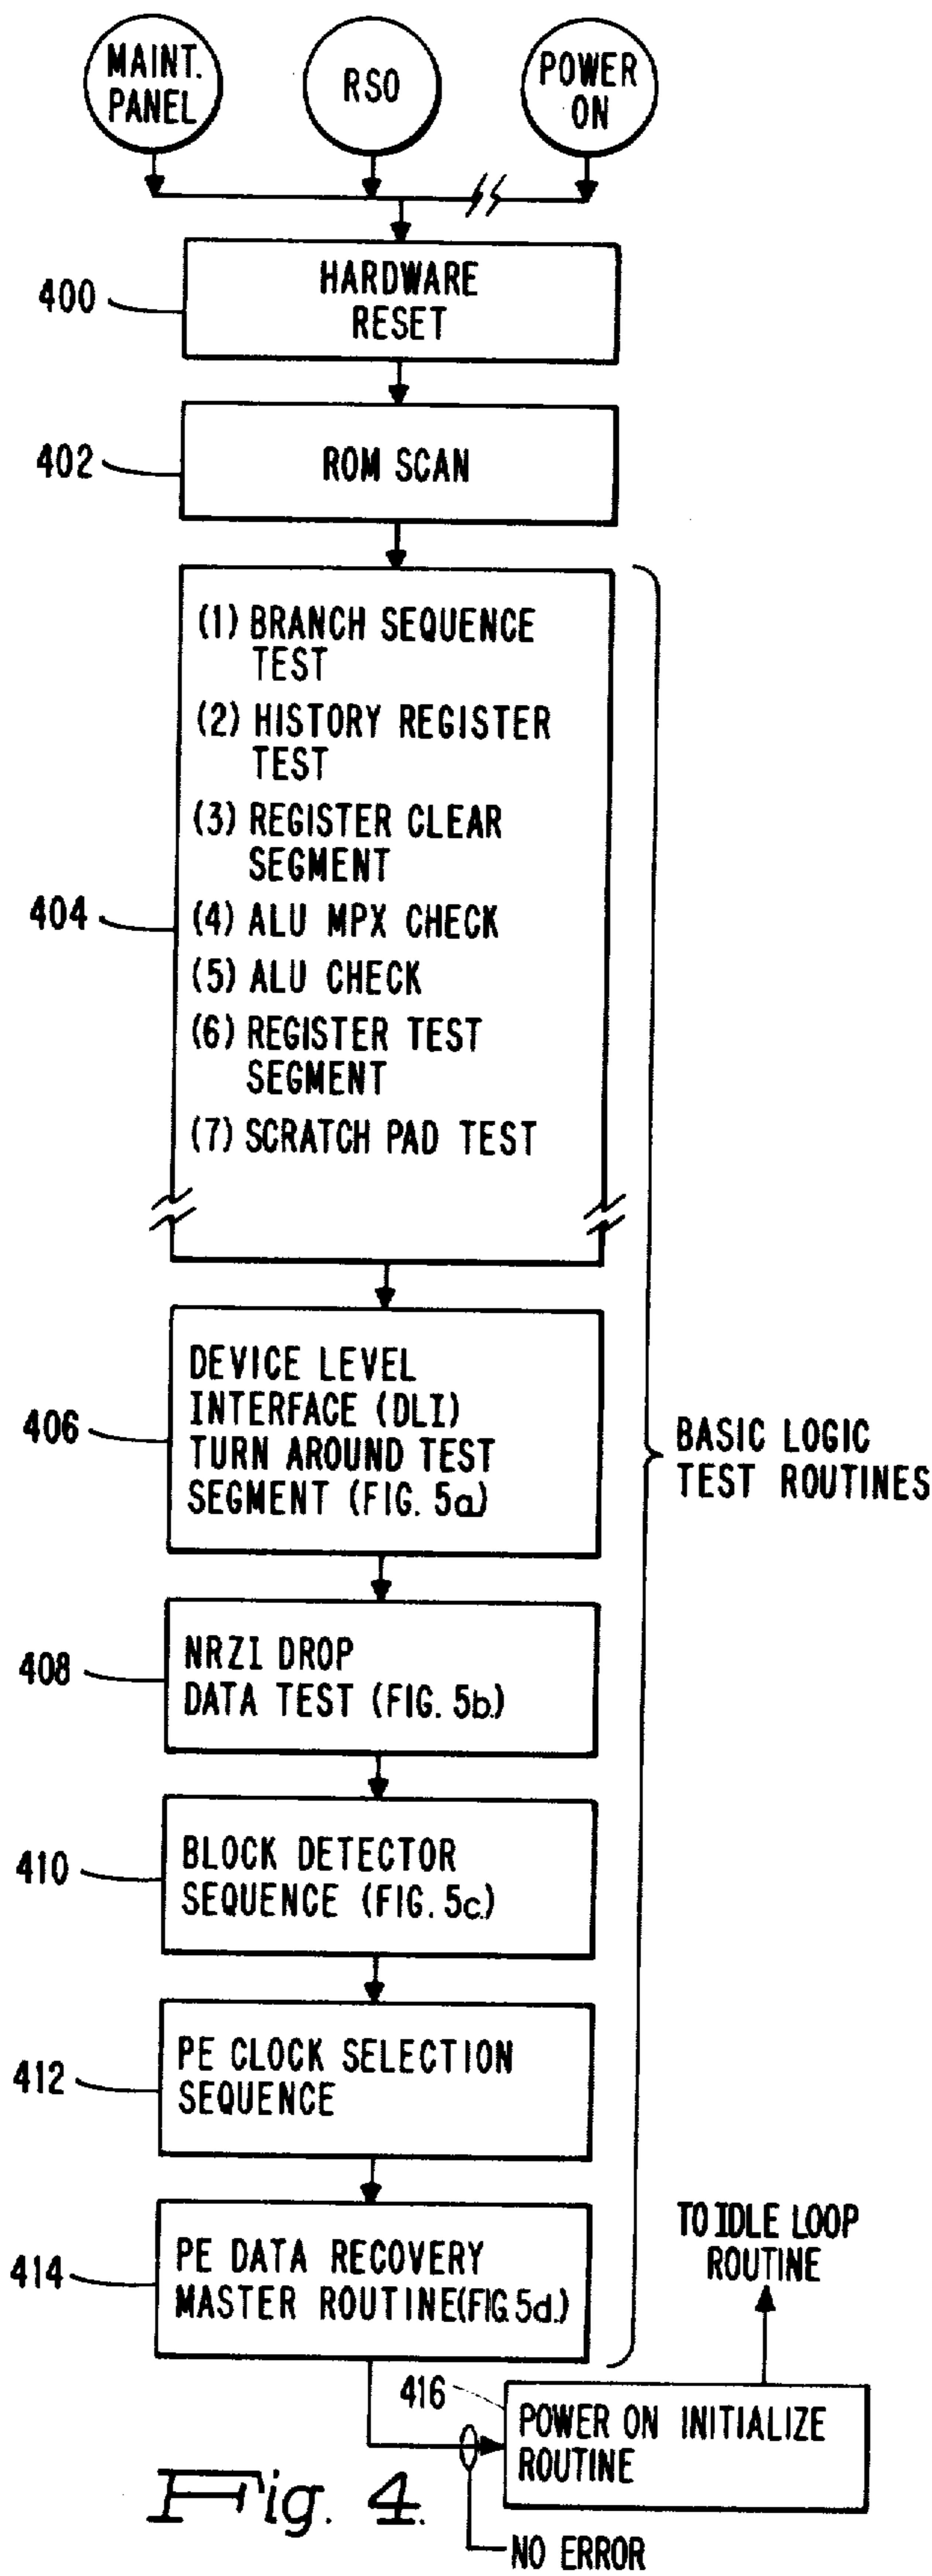 MAINT.
PANEL
RSO
POWER
ON
400
HARDWARE
RESET
402
ROM SCAN
404
(1) BRANCH SEQUENCE
TEST
(2) HISTORY REGISTER
TEST
(3) REGISTER CLEAR
SEGMENT
(4) ALU MPX CHECK
(5) ALU CHECK
(6) REGISTER TEST
SEGMENT
(7) SCRATCH PAD TEST
406
DEVICE LEVEL
INTERFACE (DLI)
TURN AROUND TEST
SEGMENT (FIG. 5a)
BASIC LOGIC
TEST ROUTINES
408
NRZI DROP
DATA TEST (FIG. 5b.)
410
BLOCK DETECTOR
SEQUENCE (FIG. 5c.)
412
PE CLOCK SELECTION
SEQUENCE
414
PE DATA RECOVERY
MASTER ROUTINE(FIG.5d.)
TO IDLE LOOP
ROUTINE
416
POWER ON INITIALIZE
ROUTINE
NO ERROR
Fig. 4.